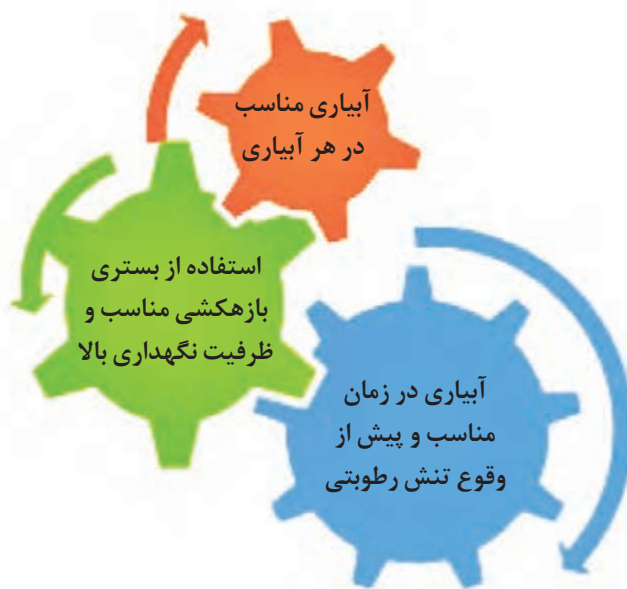 آبیاری مناسب
در هر آبیاری
استفاده از بستری
بازهکشی مناسب و
ظرفیت نگهداری بالا
آبیاری در زمان
مناسب و پیش از
وقوع تنش رطوبتی